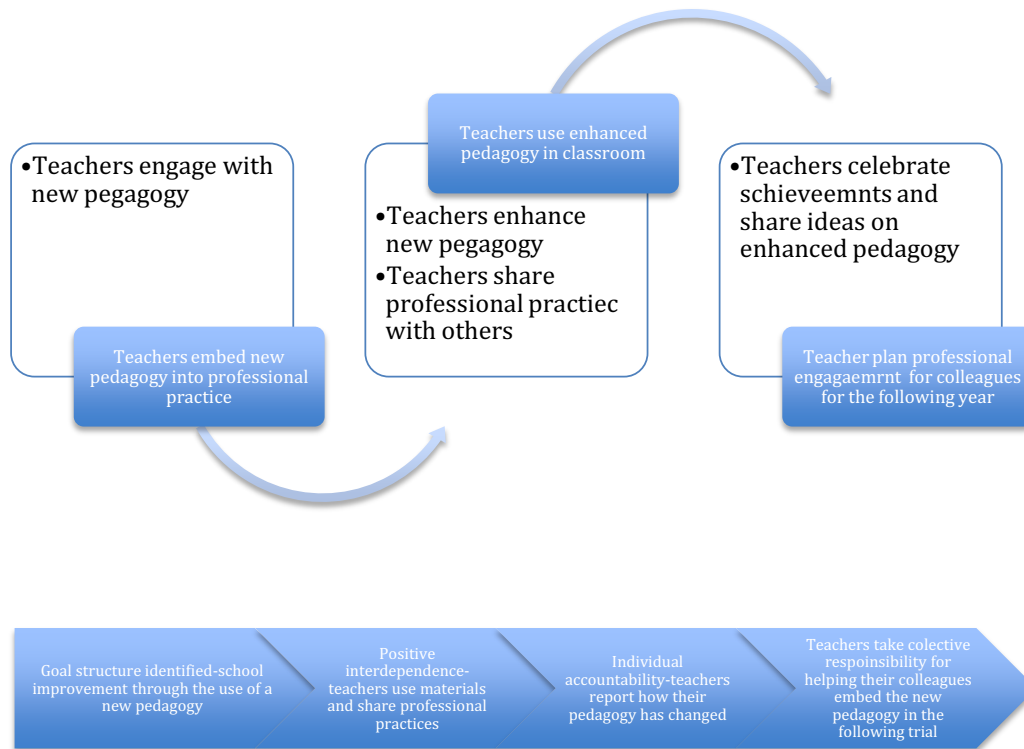 •Teachers engage with
new pegagogy
Teachers embed new
pedagogy into professional
practice
Teachers use enhanced
pedagogy in classroom
•Teachers enhance
new pegagogy
•Teachers share
professional practiec
with others
•Teachers celebrate
schieveemnts and
share ideas on
enhanced pedagogy
Teacher plan professional
engagaemrnt for colleagues
for the following year
Goal structure identified-school
improvement through the use of a
new pedagogy
Positive
interdependence-
teachers use materials
and share professional
practices
Individual
accountability-teachers
report how their
pedagogy has changed
Teachers take colective
respoinsibility for
helping their colleagues
embed the new
pedagogy in the
following trial